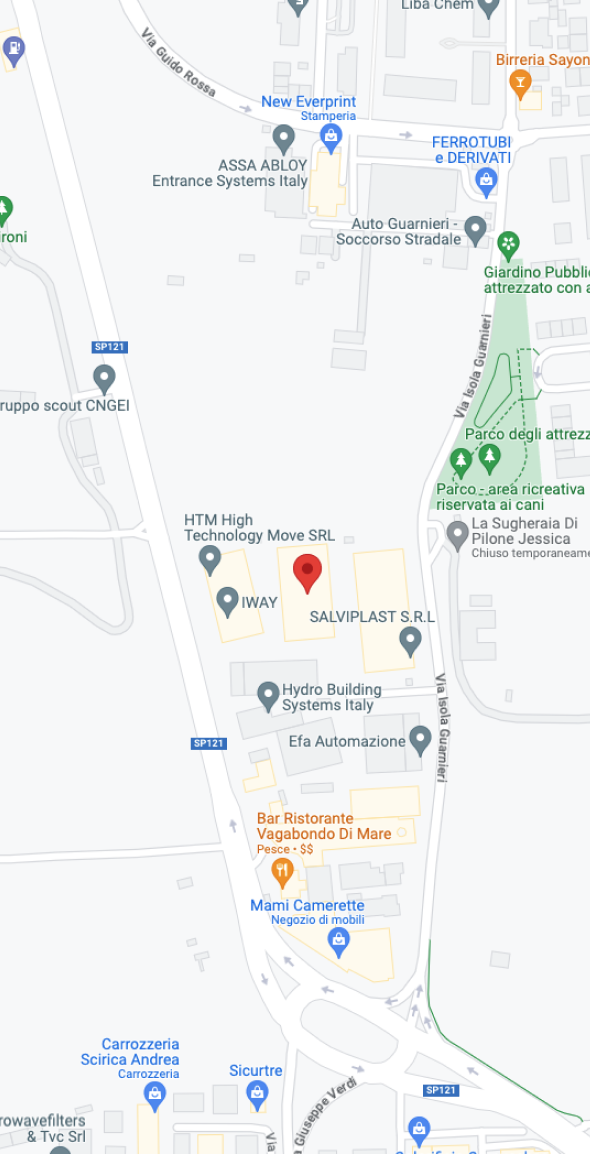 Liba Chem
Via Guido Rossa
Birreria Sayon
New Everprint
Stamperia
FERROTUBI
e DERIVATI
ASSA ABLOY
Entrance Systems Italy
Auto Guarnieri -
Soccorso Stradale
ironi
Giardino Pubblic
attrezzato con a
Via Isola Guarnieri
SP121
ruppo scout CNGEI
Parco degli attrezz
Parco - area ricreativa
riservata ai cani
HTM High
Technology Move SRL
La Sugheraia Di
Pilone Jessica
Chiuso temporaneame
IWAY
SALVIPLAST S.R.L
Hydro Building
Systems Italy
Via Isola Guarnieri
SP121
Efa Automazione
Bar Ristorante
Vagabondo Di Mare
Pesce • $$
Mami Camerette
Negozio di mobili
Carrozzeria
Scirica Andrea
Carrozzeria
Sicurtre
SP121
a Giuseppe Verdi
rowavefilters
& Tvc Srl
Via